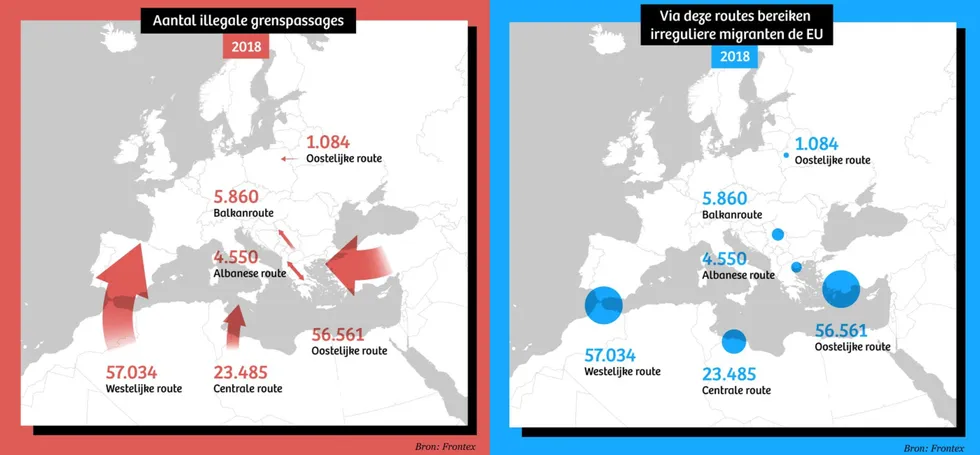 Aantal illegale grenspassages
2018
1.084
Oostelijke route
5.860
Balkanroute
4.550
Albanese route
56.561
Oostelijke route
57.034
Westelijke route
23.485
Centrale route
Bron: Frontex
Via deze routes bereiken
irreguliere migranten de EU
2018
1.084
Oostelijke route
5.860
Balkanroute
4.550
Albanese route
56.561
Oostelijke route
57.034
Westelijke route
23.485
Centrale route
Bron: Frontex